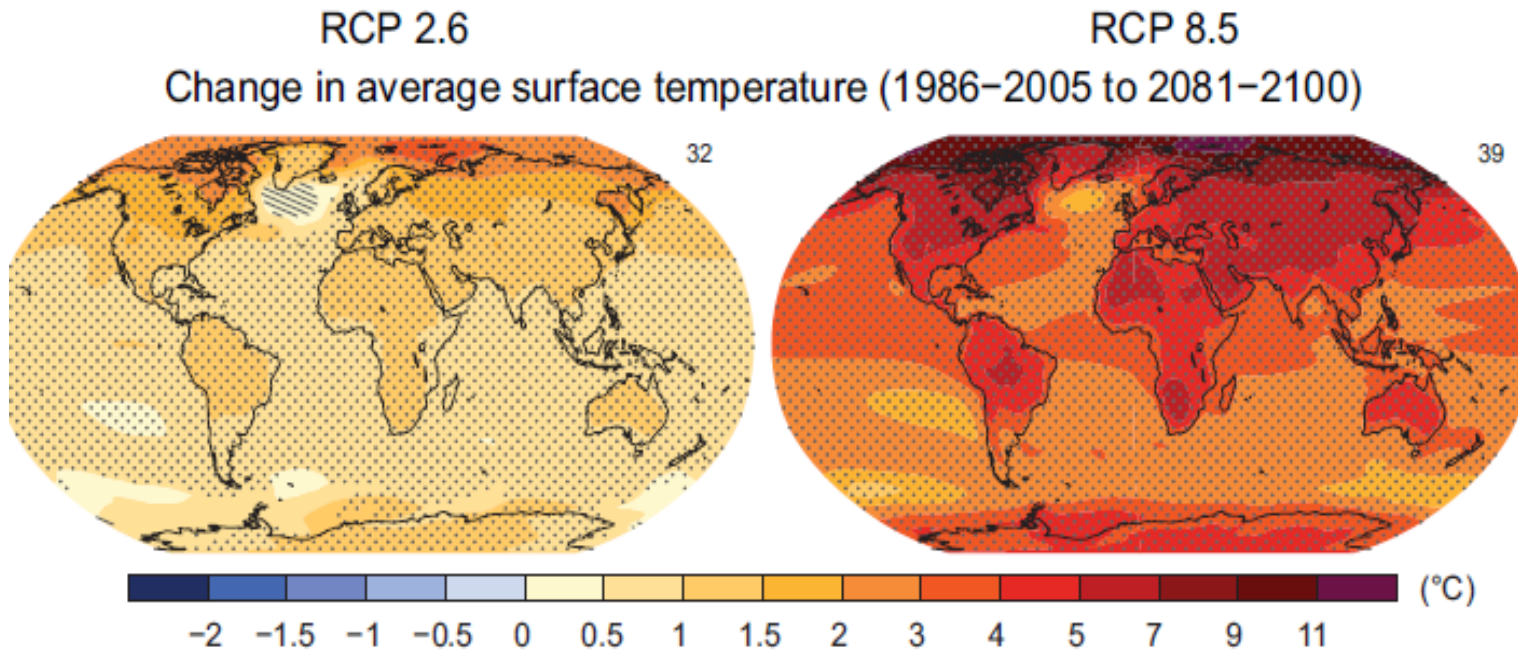 RCP 2.6 RCP 8.5
Change in average surface temperature (1986−2005 to 2081−2100)
32 39
(°C)
−2 −1.5 −1 −0.5 0 0.5 1 1.5 2 3 4 5 7 9 11